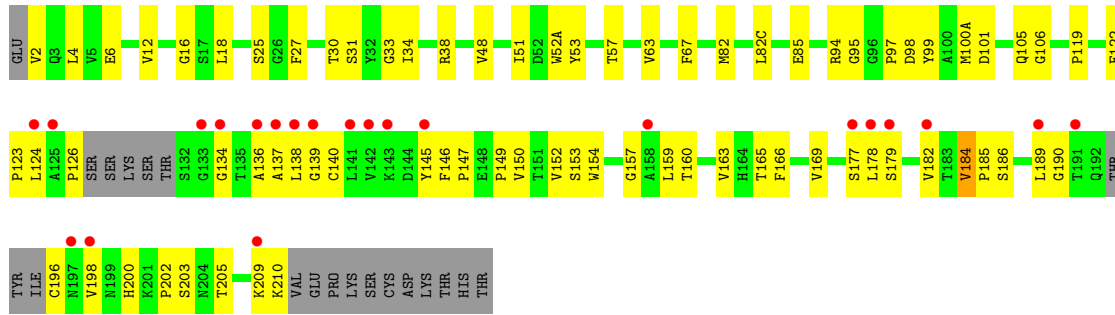 GLU V2 Q3 L4 V5 E6 V12 G16 S17 L18 S25 G26 F27 T30 S31 Y32 G33 I34 R38 V48 I51 D52 W52A Y53 T57 V63 F67 M82 L82C E85 R94 G95 G96 P97 D98 Y99 A100 M100A D101 Q105 G106 P119
P123 L124 A125 P126 SER SER LYS SER THR S132 G133 G134 T135 A136 A137 L138 G139 C140 L141 V142 K143 D144 Y145 F146 P147 E148 V150 T151 V152 S153 W154 G157 A158 L159 T160 V163 H164 T165 F166 V169 S177 L178 S179 V182 T183 V184 P185 S186 L189 G190 T191 Q192 THR
TYR ILE C196 N197 V198 N199 H200 K201 P202 S203 N204 T205 K209 K210 VAL GLU PRO LYS SER CYS ASP LYS THR HIS THR